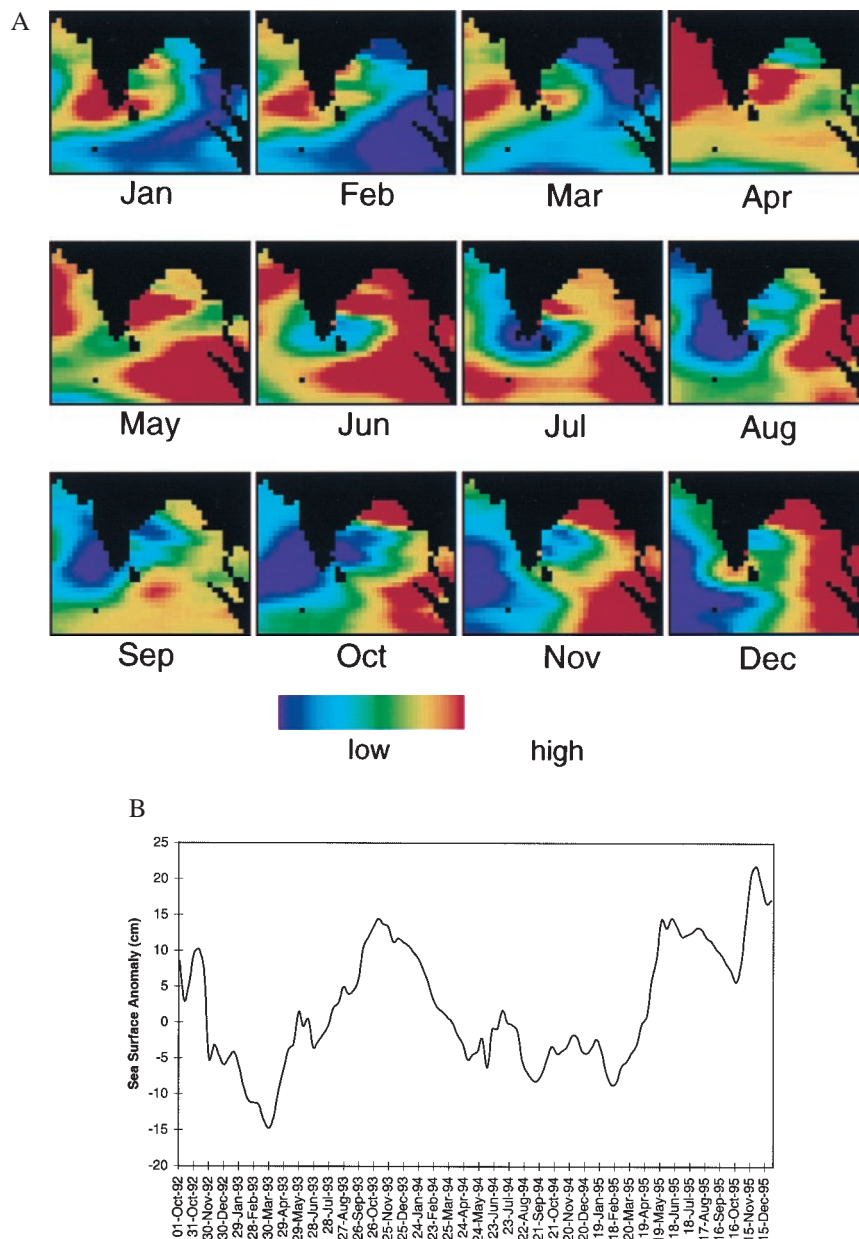 A
Jan Feb Mar Apr
May Jun Jul Aug
Sep Oct Nov Dec
low high
B
Sea Surface Anomaly (cm)
25
20
15
10
5
0
-5
-10
-15
-20
01-Oct-92
31-Oct-92
30-Nov-92
30-Dec-92
29-Jan-93
28-Feb-93
30-Mar-93
29-Apr-93
29-May-93
28-Jun-93
28-Jul-93
27-Aug-93
26-Sep-93
26-Oct-93
25-Nov-93
25-Dec-93
24-Jan-94
23-Feb-94
25-Mar-94
24-Apr-94
24-May-94
23-Jun-94
23-Jul-94
22-Aug-94
21-Sep-94
21-Oct-94
20-Nov-94
20-Dec-94
19-Jan-95
18-Feb-95
20-Mar-95
19-Apr-95
19-May-95
18-Jun-95
18-Jul-95
17-Aug-95
16-Sep-95
16-Oct-95
15-Nov-95
15-Dec-95